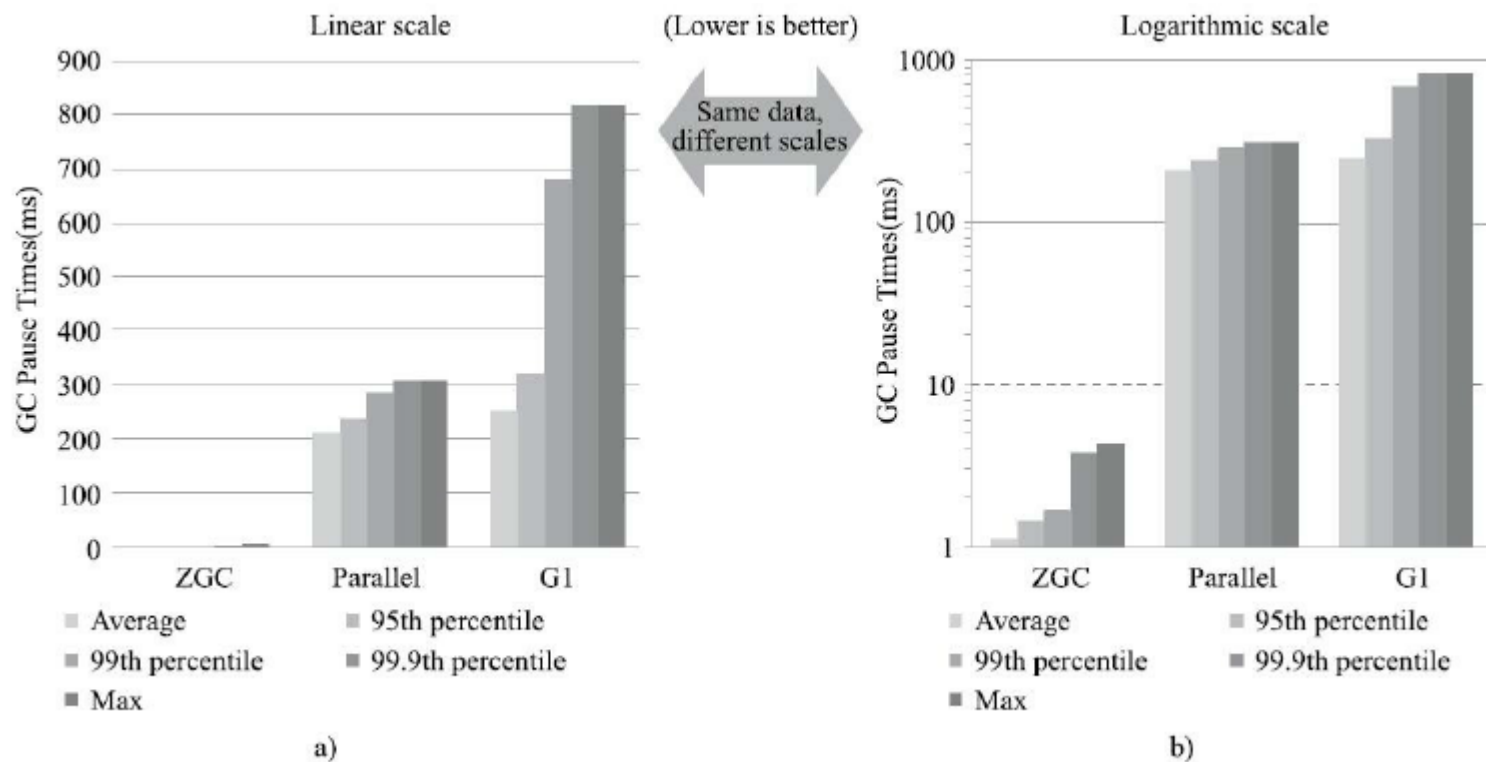 Linear scale
(Lower is better)
Logarithmic scale
Same data,
different scales
GC Pause Times(ms)
900
800
700
600
500
400
300
200
100
0
ZGC Parallel G1
Average 95th percentile
99th percentile 99.9th percentile
Max
a)
GC Pause Times(ms)
1000
100
10
1
ZGC Parallel G1
Average 95th percentile
99th percentile 99.9th percentile
Max
b)